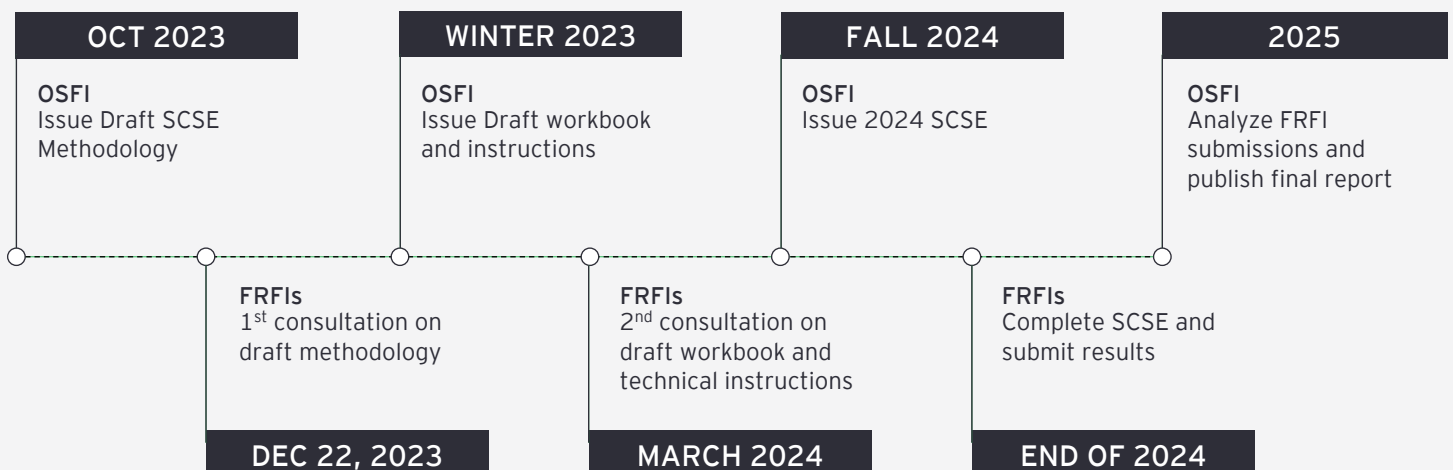 OCT 2023
OSFI
Issue Draft SCSE
Methodology
WINTER 2023
OSFI
Issue Draft workbook
and instructions
FALL 2024
OSFI
Issue 2024 SCSE
2025
OSFI
Analyze FRFI
submissions and
publish final report
FRFIs
1st consultation on
draft methodology
DEC 22, 2023
FRFIs
2nd consultation on
draft workbook and
technical instructions
MARCH 2024
FRFIs
Complete SCSE and
submit results
END OF 2024